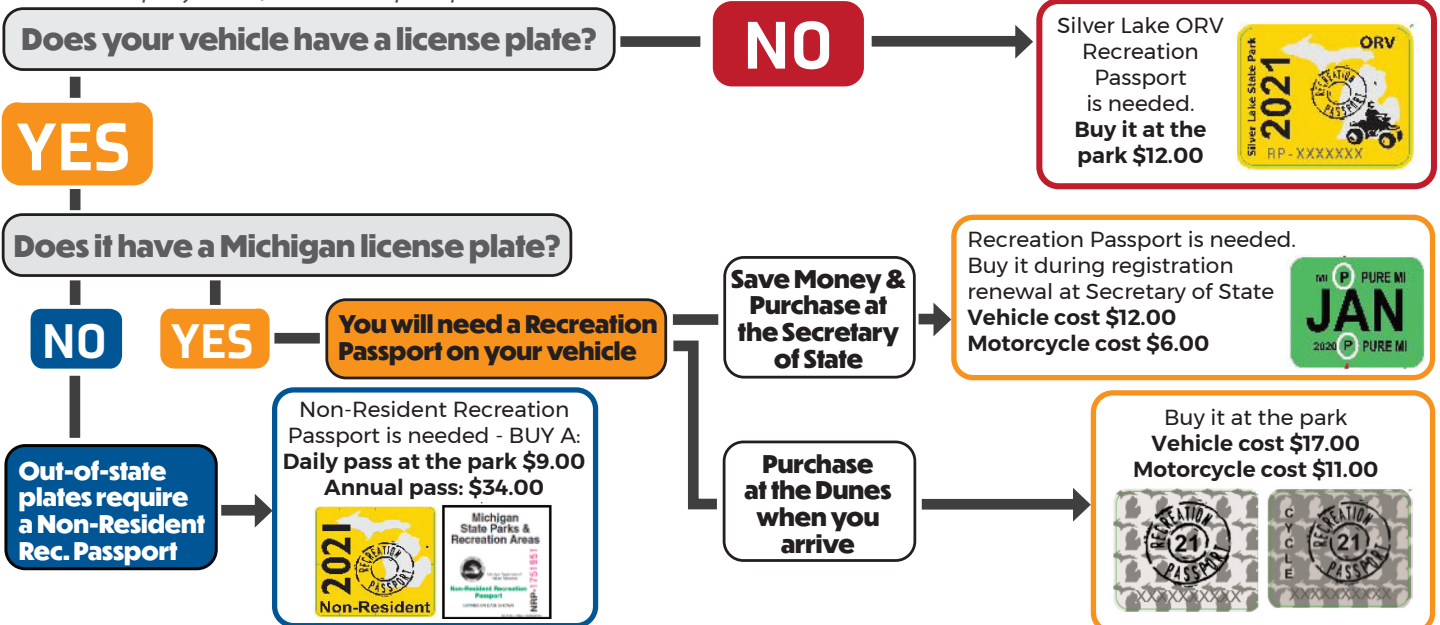 Does your vehicle have a license plate?
NO
Silver Lake ORV
Recreation
Passport
is needed.
Buy it at the
park $12.00
Silver Lake State Park
2021
ORV
RECREATION
PASSPORT
RP-XXXXXXX
YES
Does it have a Michigan license plate?
NO
YES
You will need a Recreation
Passport on your vehicle
Save Money &
Purchase at
the Secretary
of State
Recreation Passport is needed.
Buy it during registration
renewal at Secretary of State
Vehicle cost $12.00
Motorcycle cost $6.00
MI P PURE MI
JAN
2020 P PURE MI
Out-of-state
plates require
a Non-Resident
Rec. Passport
Non-Resident Recreation
Passport is needed - BUY A:
Daily pass at the park $9.00
Annual pass: $34.00
2021
RECREATION
PASSPORT
Non-Resident
Michigan
State Parks &
Recreation Areas
Non-Resident Recreation
Passport
NRP-1751951
Purchase
at the Dunes
when you
arrive
Buy it at the park
Vehicle cost $17.00
Motorcycle cost $11.00
RECREATION
21
PASSPORT
XXXXXXXXXX
CYCLE
RECREATION
21
PASSPORT
XXXXXXXXXX